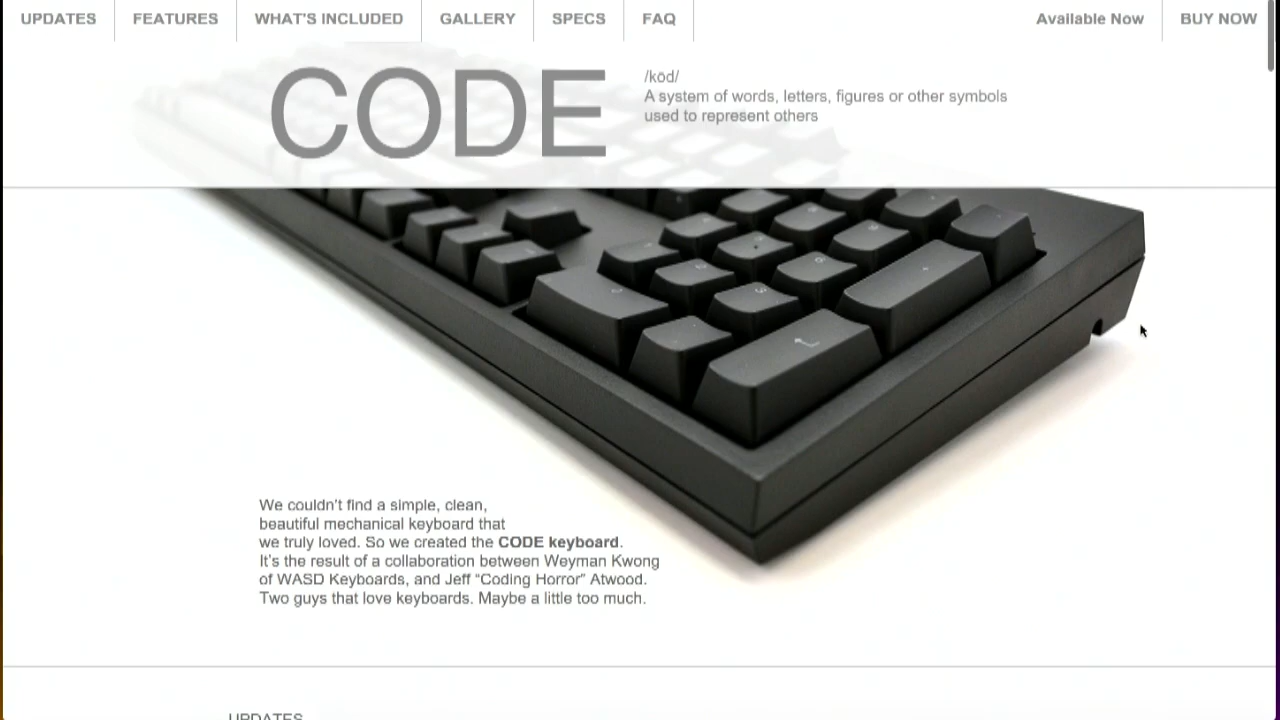 UPDATES
FEATURES
WHAT'S INCLUDED
GALLERY
SPECS
FAQ
Available Now
BUY NOW
CODE
/kōd/
A system of words, letters, figures or other symbols
used to represent others
We couldn't find a simple, clean,
beautiful mechanical keyboard that
we truly loved. So we created the CODE keyboard.
It's the result of a collaboration between Weyman Kwong
of WASD Keyboards, and Jeff “Coding Horror” Atwood.
Two guys that love keyboards. Maybe a little too much.
UPDATES